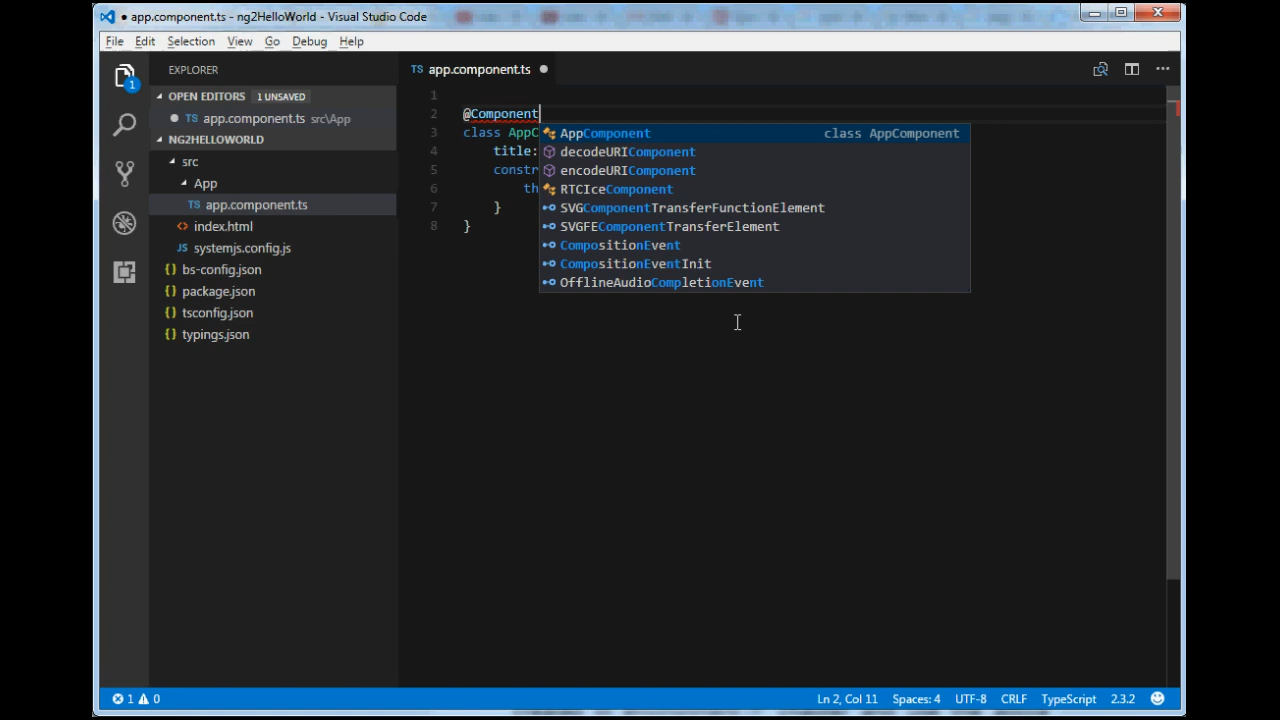 app.component.ts - ng2HelloWorld - Visual Studio Code
File Edit Selection View Go Debug Help
EXPLORER
OPEN EDITORS 1 UNSAVED
app.component.ts src\App
NG2HELLOWORLD
src
App
TS app.component.ts
<> index.html
JS systemjs.config.js
{} bs-config.json
{} package.json
{} tsconfig.json
{} typings.json
1
TS app.component.ts
1
2 @Component
3 class AppC
4 title:
5 constr
6 th
7 }
8 }
AppComponent class AppComponent
decodeURIComponent
encodeURIComponent
RTCIceComponent
SVGComponentTransferFunctionElement
SVGFEComponentTransferElement
CompositionEvent
CompositionEventInit
OfflineAudioCompletionEvent
1 0 Ln 2, Col 11 Spaces: 4 UTF-8 CRLF TypeScript 2.3.2